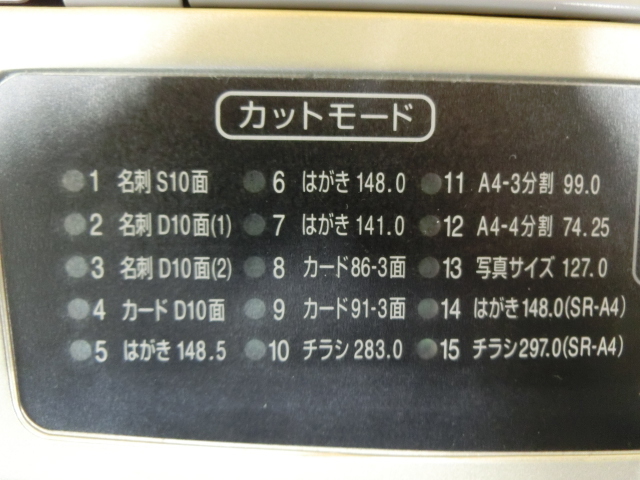 カットモード
1 名刺 S10面
2 名刺 D10面(1)
3 名刺 D10面(2)
4 カード D10面
5 はがき 148.5
6 はがき 148.0
7 はがき 141.0
8 カード86-3面
9 カード91-3面
10 チラシ 283.0
11 A4-3分割 99.0
12 A4-4分割 74.25
13 写真サイズ 127.0
14 はがき148.0(SR-A4)
15 チラシ297.0(SR-A4)